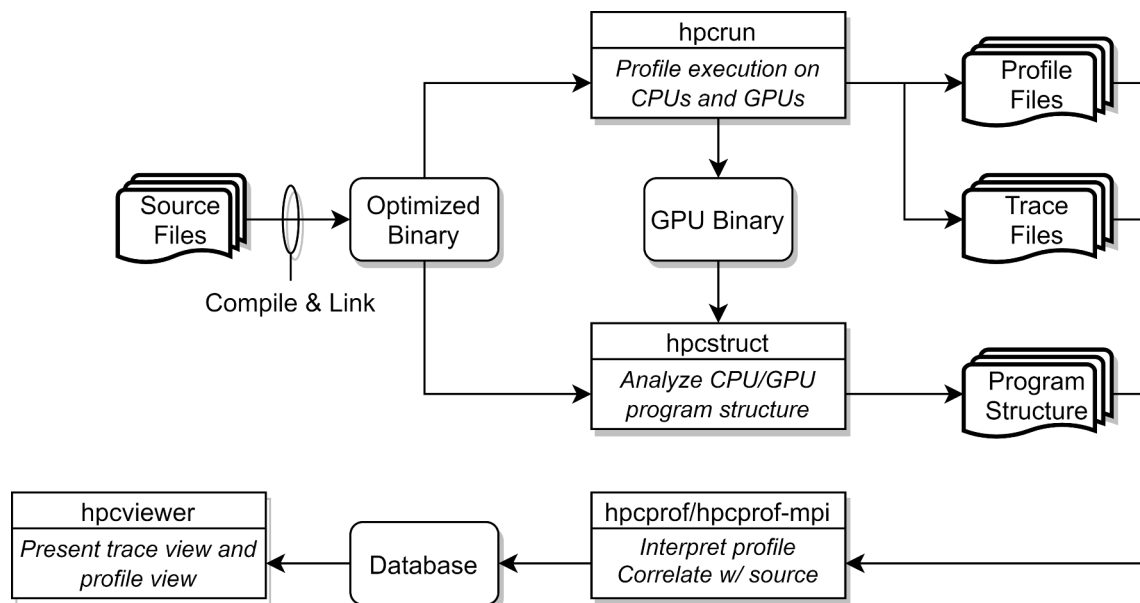 hpcrun
Profile execution on
CPUs and GPUs
Profile
Files
Source
Files
Compile & Link
Optimized
Binary
GPU Binary
Trace
Files
hpcstruct
Analyze CPU/GPU
program structure
Program
Structure
hpcviewer
Present trace view and
profile view
Database
hpcprof/hpcprof-mpi
Interpret profile
Correlate w/ source